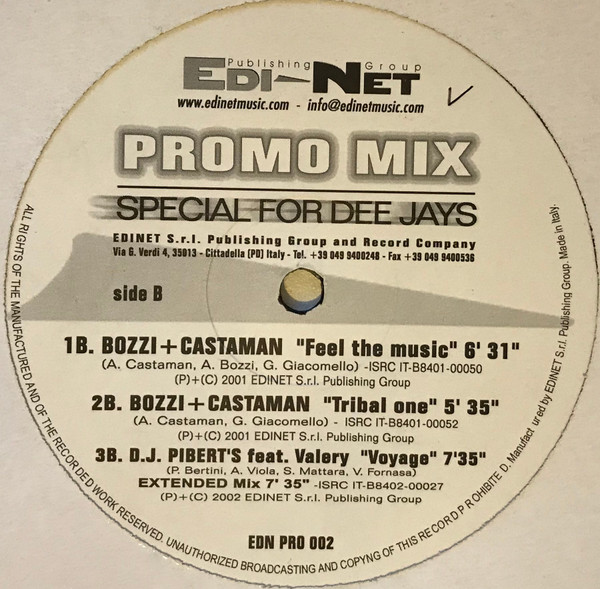 Publishing Group
EDI-NET
www.edinetmusic.com - info@edinetmusic.com
PROMO MIX
SPECIAL FOR DEE JAYS
EDINET S.r.l. Publishing Group and Record Company
Via G. Verdi 4, 35013 - Cittadella (PD) Italy - Tel. +39 049 9400248 - Fax +39 049 9400536
side B
1B. BOZZI+CASTAMAN "Feel the music" 6' 31"
(A. Castaman, A. Bozzi, G. Giacomello) -ISRC IT-B8401-00050
(P)+(C) 2001 EDINET S.r.l. Publishing Group
2B. BOZZI+CASTAMAN "Tribal one" 5' 35"
(A. Castaman, G. Giacomello) - ISRC IT-B8401-00052
(P)+(C) 2001 EDINET S.r.l. Publishing Group
3B. D.J. PIBERT'S feat. Valery "Voyage" 7'35"
(P. Bertini, A. Viola, S. Mattara, V. Fornasa)
EXTENDED Mix 7' 35" -ISRC IT-B8402-00027
(P)+(C) 2002 EDINET S.r.l. Publishing Group
EDN PRO 002
ALL RIGHTS OF THE MANUFACTURED AND OF THE RECORDED WORK RESERVED. UNAUTHORIZED BROADCASTING AND COPYNG OF THIS RECORD PROHIBITED. Manufactured by EDINET S.r.l. Publishing Group. Made in Italy.